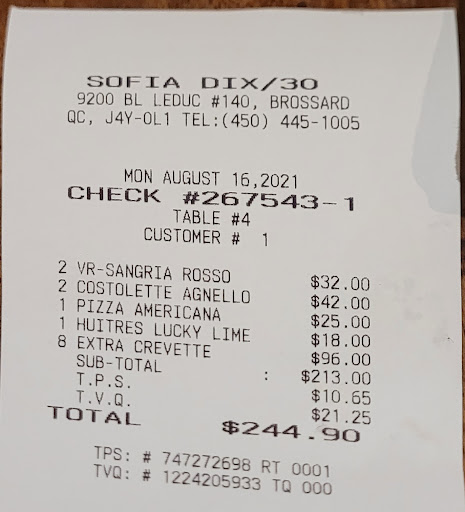 SOFIA DIX/30
9200 BL LEDUC #140, BROSSARD
QC, J4Y-0L1 TEL:(450) 445-1005
MON AUGUST 16,2021
CHECK #267543-1
TABLE #4
CUSTOMER # 1
2 VR-SANGRIA ROSSO $32.00
2 COSTOLETTE AGNELLO $42.00
1 PIZZA AMERICANA $25.00
1 HUITRES LUCKY LIME $18.00
8 EXTRA CREVETTE $96.00
SUB-TOTAL : $213.00
T.P.S. $10.65
T.V.Q. $21.25
TOTAL $244.90
TPS: # 747272698 RT 0001
TVQ: # 1224205933 TQ 000